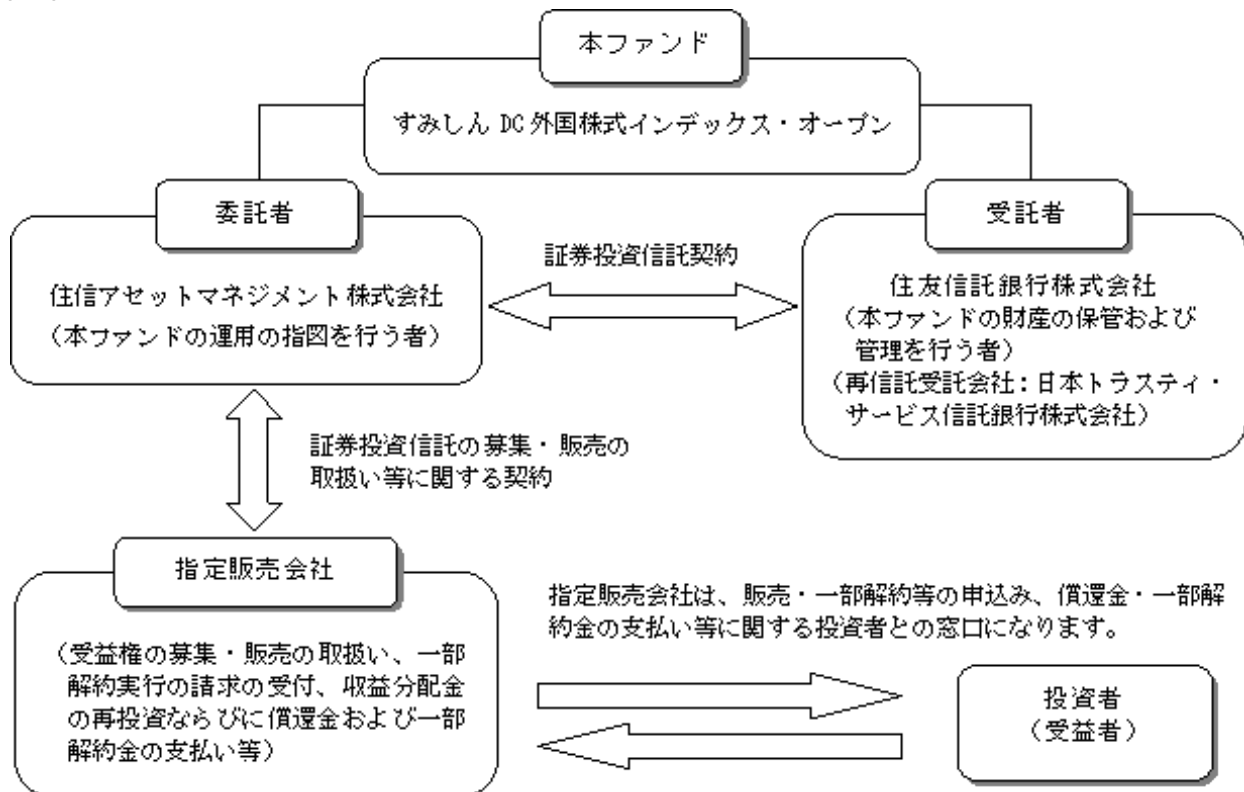 本ファンド
すみしん DC 外国株式インデックス・オープン
委託者
受託者
住信アセットマネジメント株式会社
(本ファンドの運用の指図を行う者)
証券投資信託契約
住友信託銀行株式会社
(本ファンドの財産の保管および
管理を行う者)
(再信託受託会社:日本トラスティ・
サービス信託銀行株式会社)
証券投資信託の募集・販売の
取扱い等に関する契約
指定販売会社
(受益権の募集・販売の取扱い、一部
解約実行の請求の受付、収益分配金
の再投資ならびに償還金および一部
解約金の支払い等)
指定販売会社は、販売・一部解約等の申込み、償還金・一部解
約金の支払い等に関する投資者との窓口になります。
投資者
(受益者)